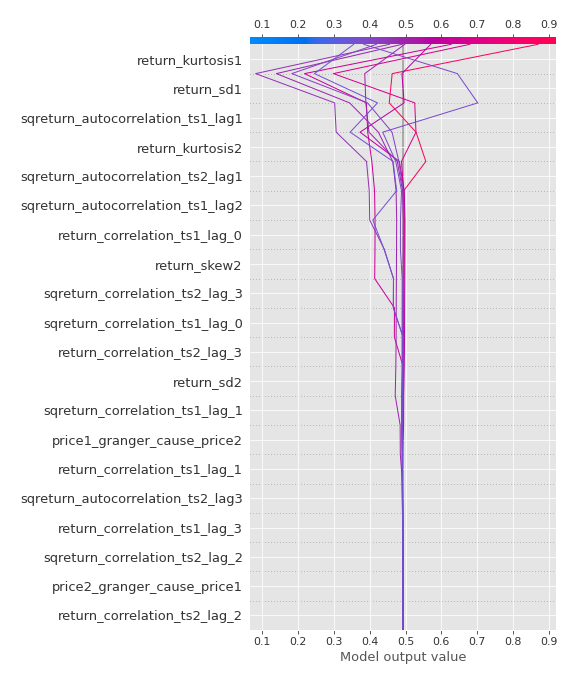 0.1 0.2 0.3 0.4 0.5 0.6 0.7 0.8 0.9
return_kurtosis1
return_sd1
sqreturn_autocorrelation_ts1_lag1
return_kurtosis2
sqreturn_autocorrelation_ts2_lag1
sqreturn_autocorrelation_ts1_lag2
return_correlation_ts1_lag_0
return_skew2
sqreturn_correlation_ts2_lag_3
sqreturn_correlation_ts1_lag_0
return_correlation_ts2_lag_3
return_sd2
sqreturn_correlation_ts1_lag_1
price1_granger_cause_price2
return_correlation_ts1_lag_1
sqreturn_autocorrelation_ts2_lag3
return_correlation_ts1_lag_3
sqreturn_correlation_ts2_lag_2
price2_granger_cause_price1
return_correlation_ts2_lag_2
0.1 0.2 0.3 0.4 0.5 0.6 0.7 0.8 0.9
Model output value